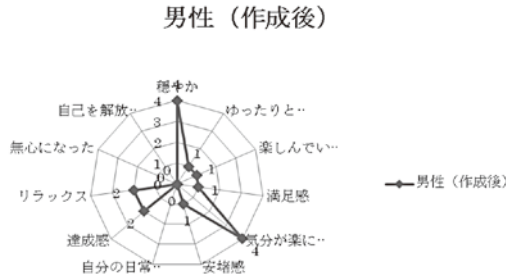 男性（作成後）
4
穏やか
自己を解放‥
4
ゆったりと‥
3
無心になった
2
1
楽しんでい‥
1
0
1
0
0
リラックス
2
1
満足感
男性（作成後）
0
達成感
2
1
気分が楽に‥
4
自分の日常‥
安堵感